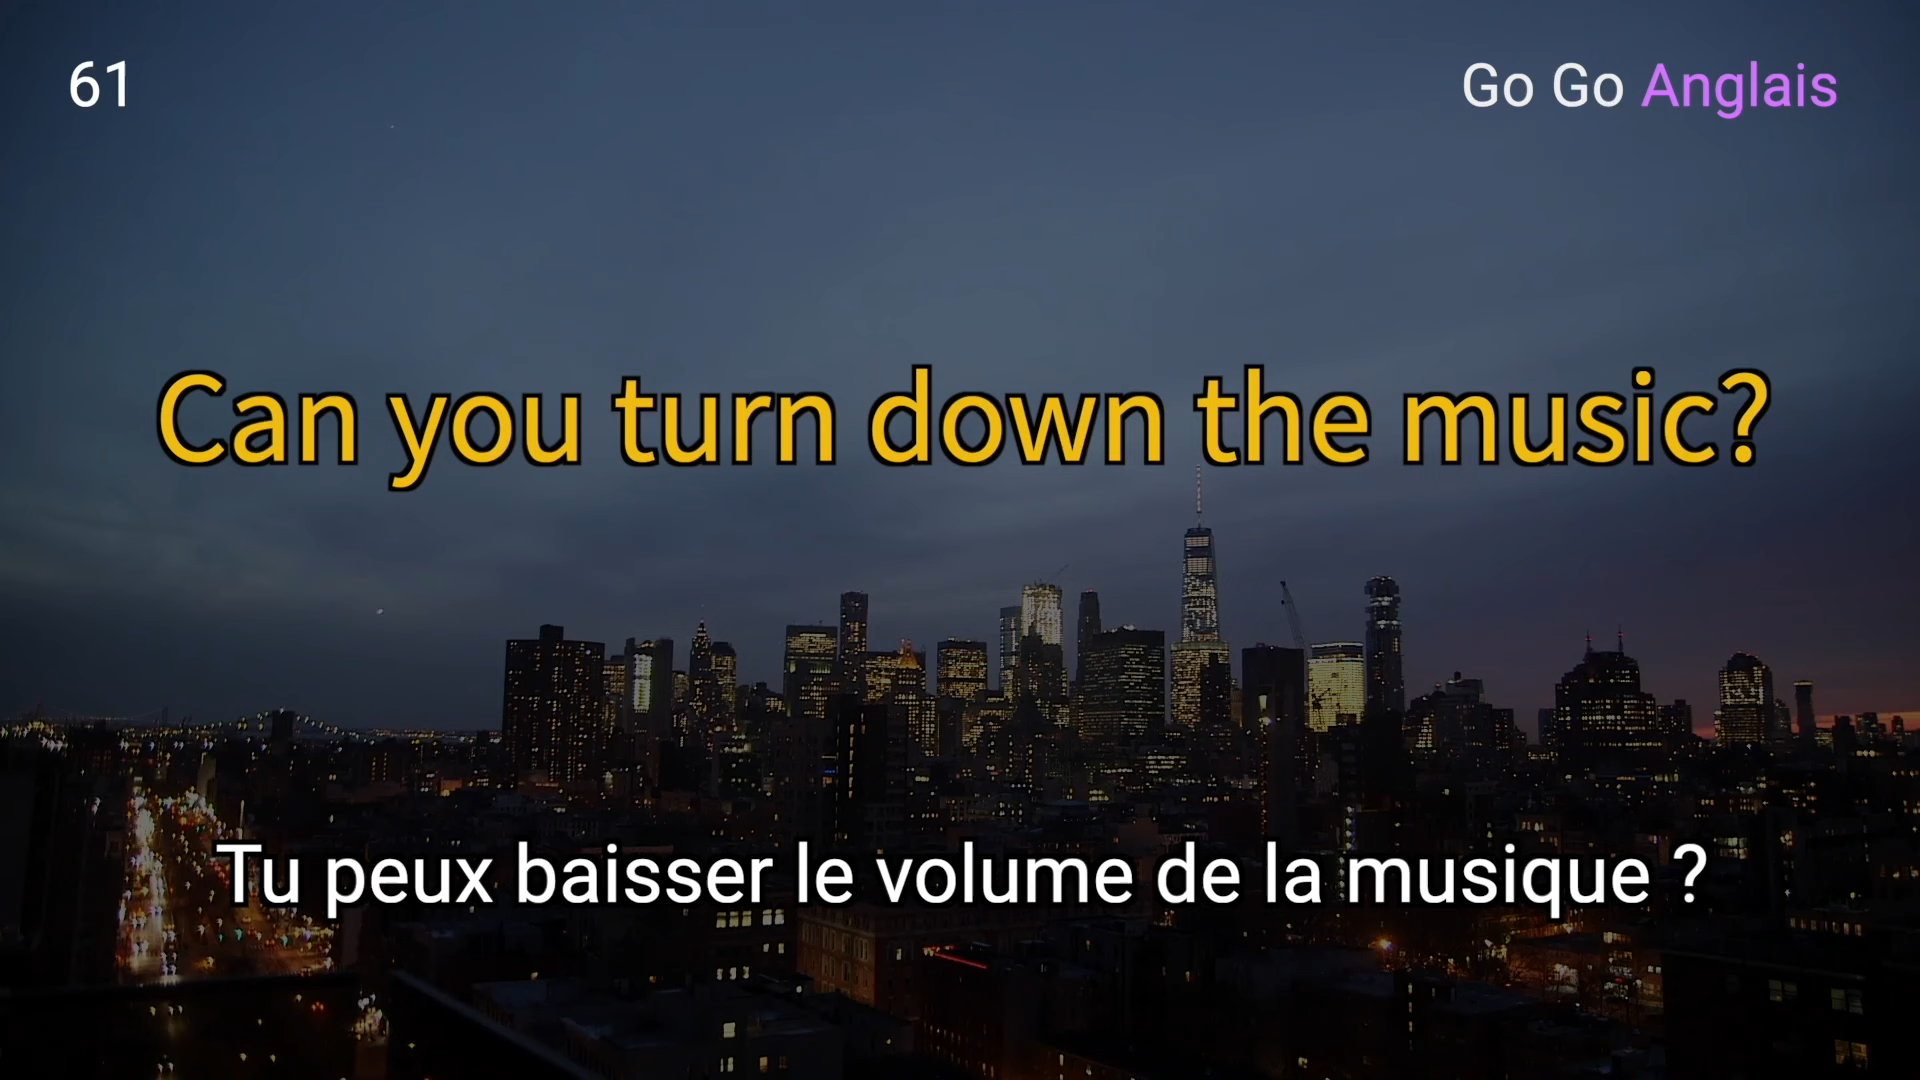 61
Go Go Anglais
Can you turn down the music?
Tu peux baisser le volume de la musique ?